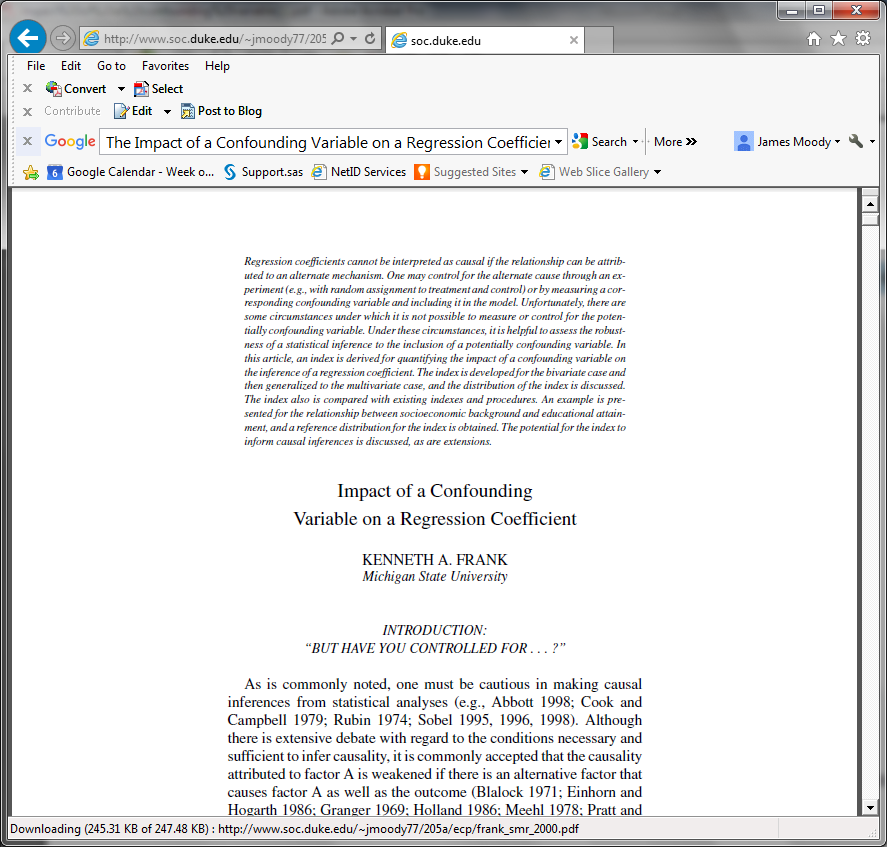 http://www.soc.duke.edu/~jmoody77/205
soc.duke.edu
File Edit Go to Favorites Help
x Convert Select
x Contribute Edit Post to Blog
x Google The Impact of a Confounding Variable on a Regression Coefficien Search More » James Moody
6 Google Calendar - Week o... Support.sas NetID Services Suggested Sites Web Slice Gallery
Regression coefficients cannot be interpreted as causal if the relationship can be attrib-
uted to an alternate mechanism. One may control for the alternate cause through an ex-
periment (e.g., with random assignment to treatment and control) or by measuring a cor-
responding confounding variable and including it in the model. Unfortunately, there are
some circumstances under which it is not possible to measure or control for the poten-
tially confounding variable. Under these circumstances, it is helpful to assess the robust-
ness of a statistical inference to the inclusion of a potentially confounding variable. In
this article, an index is derived for quantifying the impact of a confounding variable on
the inference of a regression coefficient. The index is developed for the bivariate case and
then generalized to the multivariate case, and the distribution of the index is discussed.
The index also is compared with existing indexes and procedures. An example is pre-
sented for the relationship between socioeconomic background and educational attain-
ment, and a reference distribution for the index is obtained. The potential for the index to
inform causal inferences is discussed, as are extensions.
Impact of a Confounding
Variable on a Regression Coefficient
KENNETH A. FRANK
Michigan State University
INTRODUCTION:
“BUT HAVE YOU CONTROLLED FOR . . . ?”
As is commonly noted, one must be cautious in making causal
inferences from statistical analyses (e.g., Abbott 1998; Cook and
Campbell 1979; Rubin 1974; Sobel 1995, 1996, 1998). Although
there is extensive debate with regard to the conditions necessary and
sufficient to infer causality, it is commonly accepted that the causality
attributed to factor A is weakened if there is an alternative factor that
causes factor A as well as the outcome (Blalock 1971; Einhorn and
Hogarth 1986; Granger 1969; Holland 1986; Meehl 1978; Pratt and
Downloading (245.31 KB of 247.48 KB) : http://www.soc.duke.edu/~jmoody77/205a/ecp/frank_smr_2000.pdf